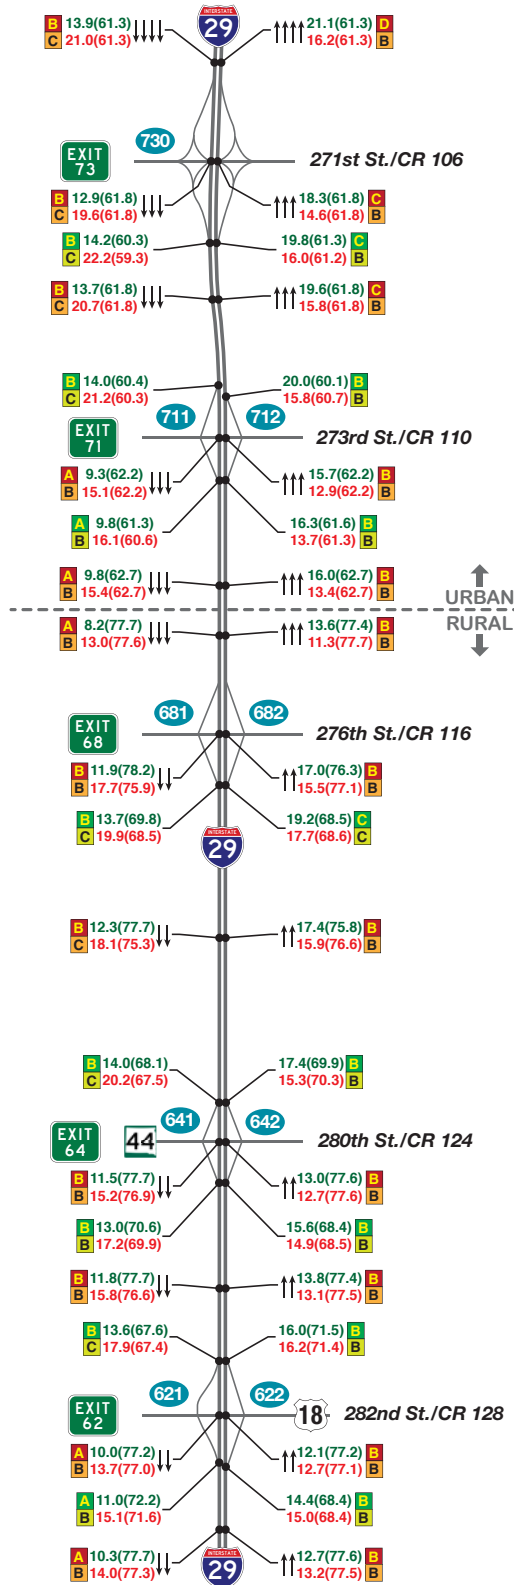 B 13.9(61.3)
C 21.0(61.3)
INTERSTATE
29
21.1(61.3) D
16.2(61.3) B
730
EXIT
73
271st St./CR 106
B 12.9(61.8)
C 19.6(61.8)
18.3(61.8) C
14.6(61.8) B
B 14.2(60.3)
C 22.2(59.3)
19.8(61.3) C
16.0(61.2) B
B 13.7(61.8)
C 20.7(61.8)
19.6(61.8) C
15.8(61.8) B
B 14.0(60.4)
C 21.2(60.3)
20.0(60.1) B
15.8(60.7) B
711
712
EXIT
71
273rd St./CR 110
A 9.3(62.2)
B 15.1(62.2)
15.7(62.2) B
12.9(62.2) B
A 9.8(61.3)
B 16.1(60.6)
16.3(61.6) B
13.7(61.3) B
A 9.8(62.7)
B 15.4(62.7)
16.0(62.7) B
13.4(62.7) B
URBAN
RURAL
A 8.2(77.7)
B 13.0(77.6)
13.6(77.4) B
11.3(77.7) B
681
682
EXIT
68
276th St./CR 116
B 11.9(78.2)
B 17.7(75.9)
17.0(76.3) B
15.5(77.1) B
B 13.7(69.8)
C 19.9(68.5)
19.2(68.5) C
17.7(68.6) C
INTERSTATE
29
B 12.3(77.7)
C 18.1(75.3)
17.4(75.8) B
15.9(76.6) B
B 14.0(68.1)
C 20.2(67.5)
17.4(69.9) B
15.3(70.3) B
641
642
EXIT
64
44
280th St./CR 124
B 11.5(77.7)
B 15.2(76.9)
13.0(77.6) B
12.7(77.6) B
B 13.0(70.6)
B 17.2(69.9)
15.6(68.4) B
14.9(68.5) B
B 11.8(77.7)
B 15.8(76.6)
13.8(77.4) B
13.1(77.5) B
B 13.6(67.6)
C 17.9(67.4)
16.0(71.5) B
16.2(71.4) B
621
622
EXIT
62
18
282nd St./CR 128
A 10.0(77.2)
B 13.7(77.0)
12.1(77.2) B
12.7(77.1) B
A 11.0(72.2)
B 15.1(71.6)
14.4(68.4) B
15.0(68.4) B
A 10.3(77.7)
B 14.0(77.3)
INTERSTATE
29
12.7(77.6) B
13.2(77.5) B